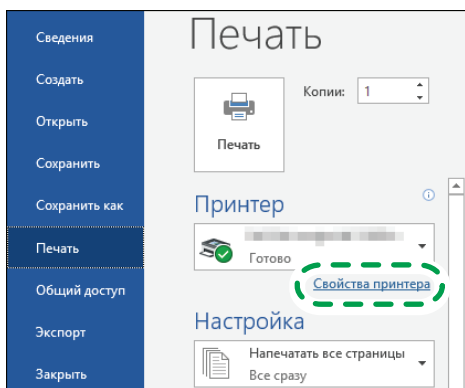 Сведения
Создать
Открыть
Сохранить
Сохранить как
Печать
Общий доступ
Экспорт
Закрыть
Печать
Копии: 1
Печать
Принтер
Готово
Свойства принтера
Настройка
Напечатать все страницы
Все сразу